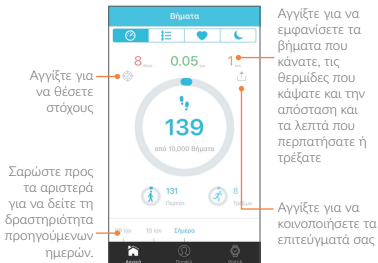 Βήματα
8
0.05
1
Αγγίξτε
για να θέσετε
στόχους
139
από 10,000 Βήματα
131
8
Σαρώστε προς
τα αριστερά
για να δείτε τη
δραστηριότητα
προηγούμενων
ημερών.
Σήμερα
Αρχική
Προφίλ
Watch
Αγγίξτε για να
εμφανίσετε τα
βήματα που
κάνατε, τις
θερμίδες που
κάψατε και την
απόσταση και
τα λεπτά που
περπατήσατε ή
τρέξατε
Αγγίξτε για να
κοινοποιήσετε τα
επιτεύγματά σας